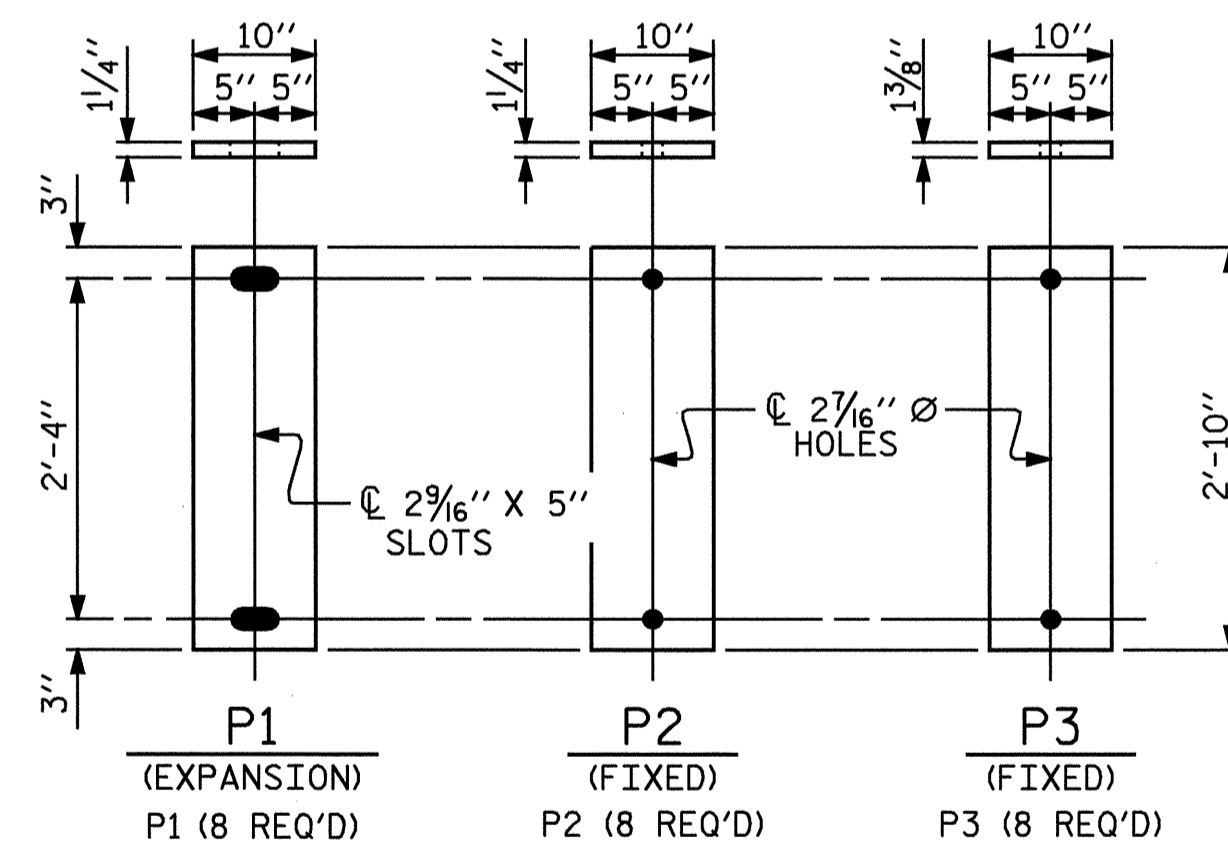 10″ 10″ 10″
1¼″ 5″ 5″ 1¼″ 5″ 5″ 1⅜″ 5″ 5″
3″
2′-4″
℄ 2⁷⁄₁₆″ Ø
HOLES
2′-10″
℄ 2⁹⁄₁₆″ X 5″
SLOTS
3″
P1 P2 P3
(EXPANSION) (FIXED) (FIXED)
P1 (8 REQ'D) P2 (8 REQ'D) P3 (8 REQ'D)